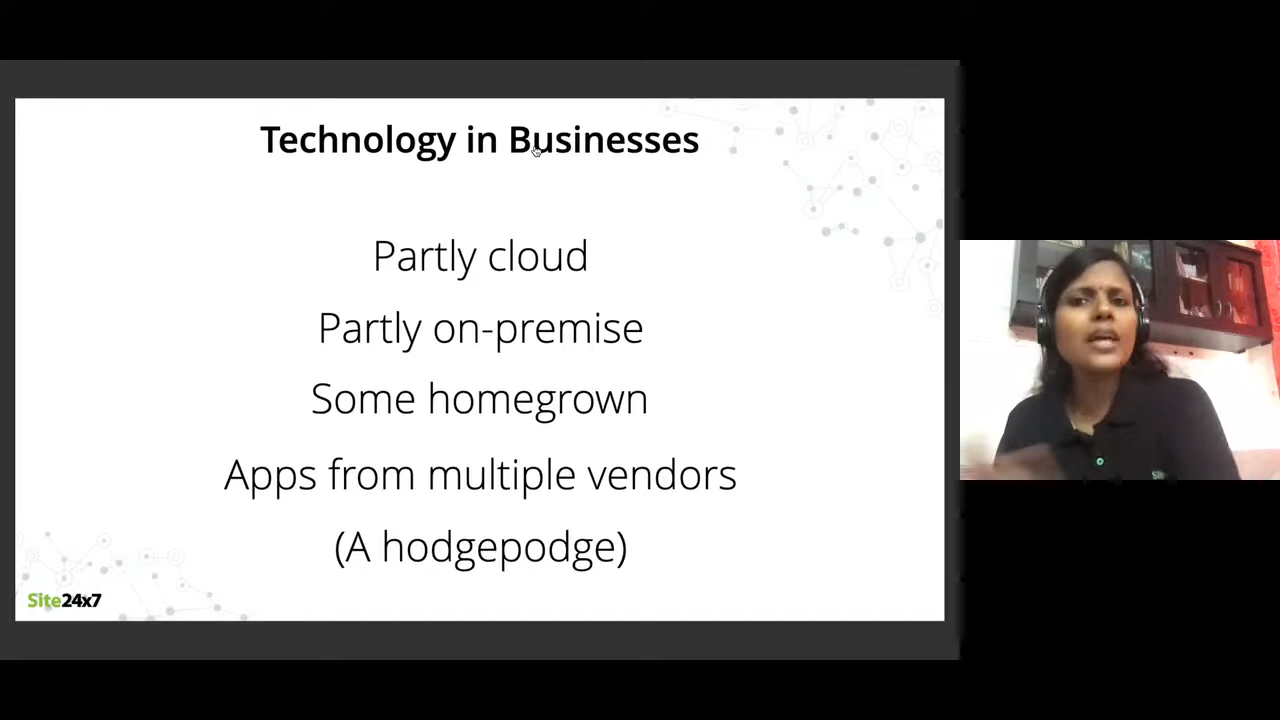 Technology in Businesses
Partly cloud
Partly on-premise
Some homegrown
Apps from multiple vendors
(A hodgepodge)
Site24x7